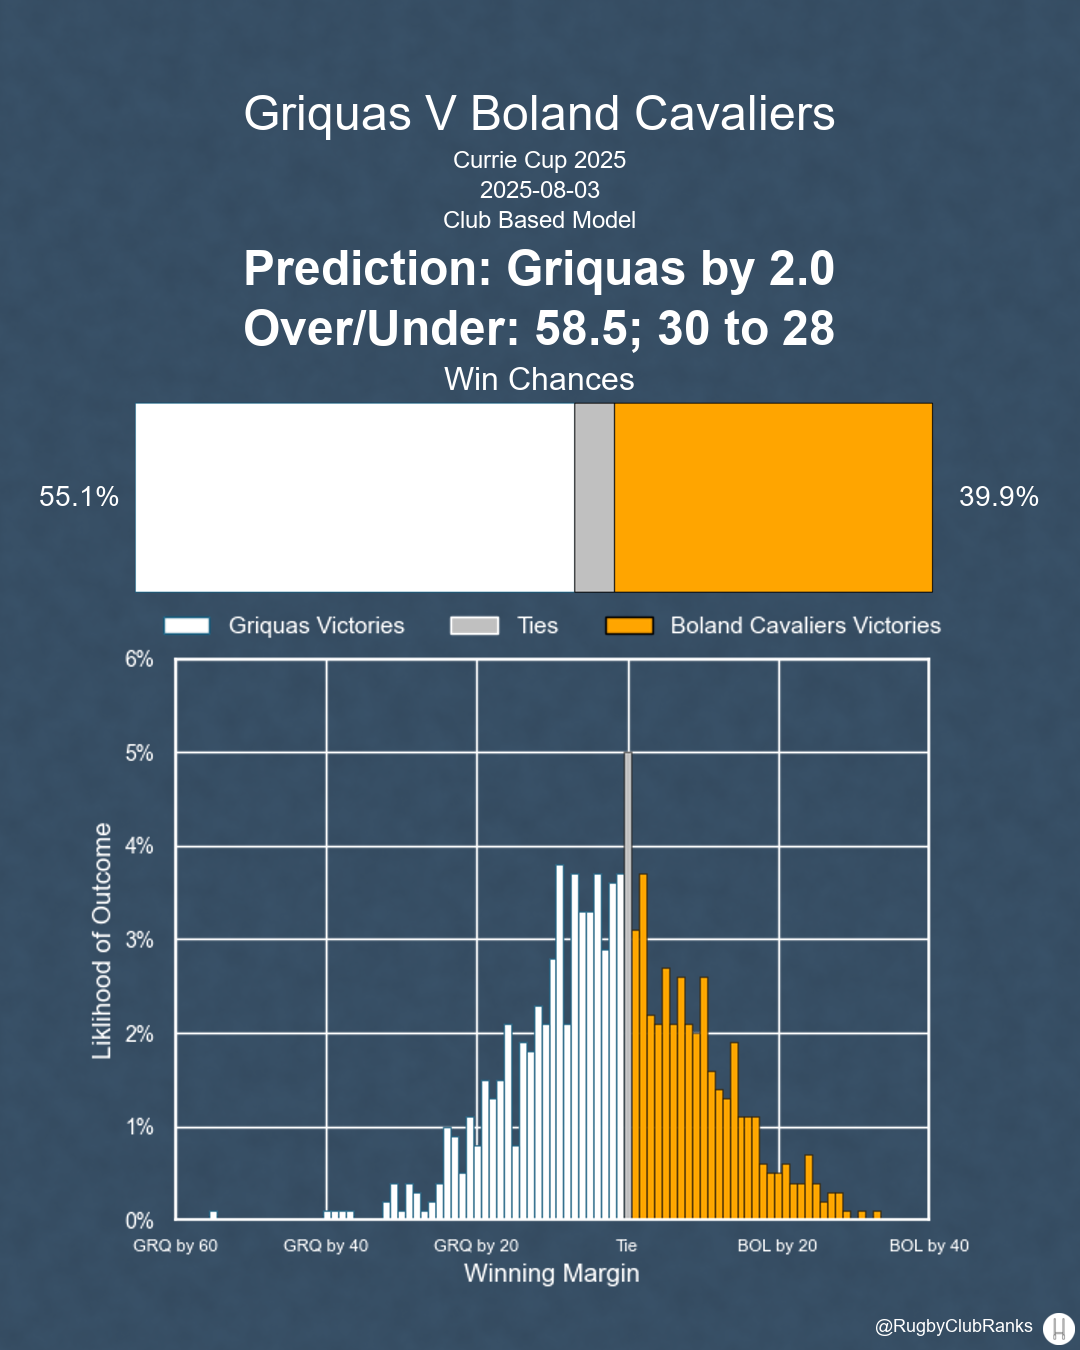 Griquas V Boland Cavaliers
Currie Cup 2025
2025-08-03
Club Based Model
Prediction: Griquas by 2.0
Over/Under: 58.5; 30 to 28
Win Chances
55.1%
39.9%
Griquas Victories Ties Boland Cavaliers Victories
6%
5%
4%
3%
2%
1%
0%
Liklihood of Outcome
GRQ by 60 GRQ by 40 GRQ by 20 Tie BOL by 20 BOL by 40
Winning Margin
@RugbyClubRanks